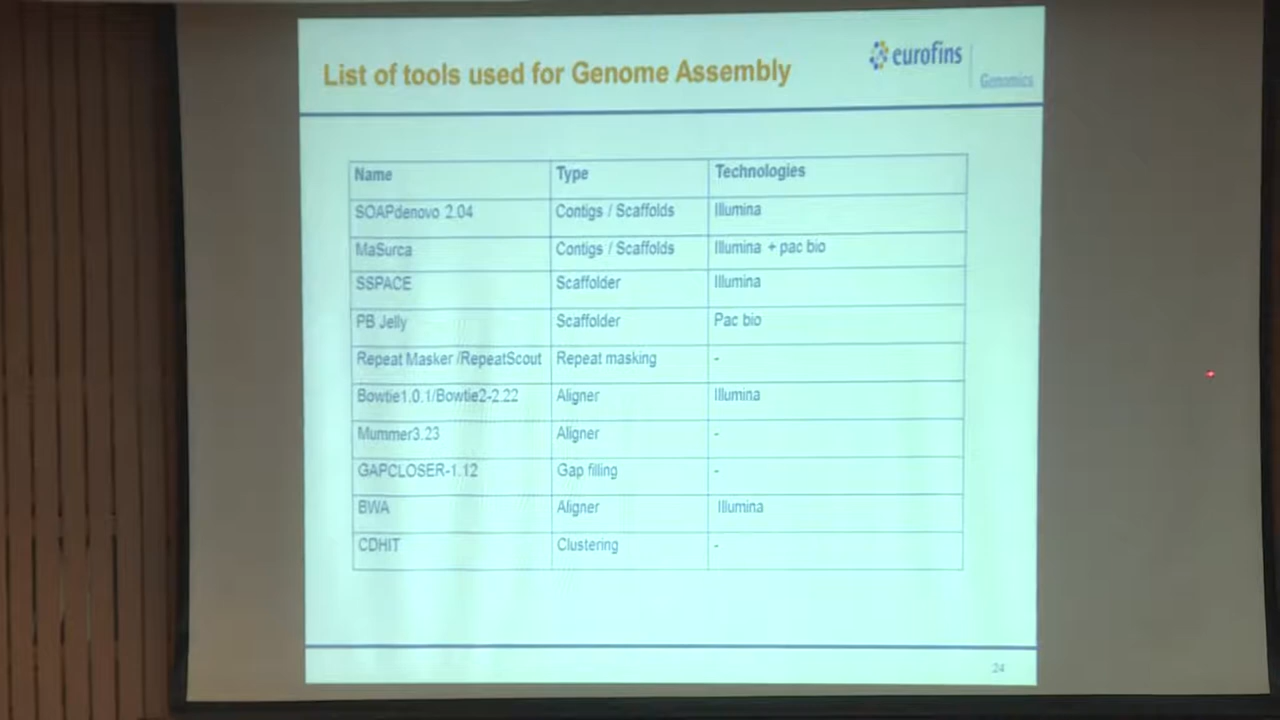 List of tools used for Genome Assembly
eurofins
Genomics
Name Type Technologies
SOAPdenovo 2.04 Contigs / Scaffolds Illumina
MaSurca Contigs / Scaffolds Illumina + pac bio
SSPACE Scaffolder Illumina
PB Jelly Scaffolder Pac bio
Repeat Masker /RepeatScout Repeat masking -
Bowtie1.0.1/Bowtie2-2.22 Aligner Illumina
Mummer3.23 Aligner -
GAPCLOSER-1.12 Gap filling -
BWA Aligner Illumina
CDHIT Clustering -
24